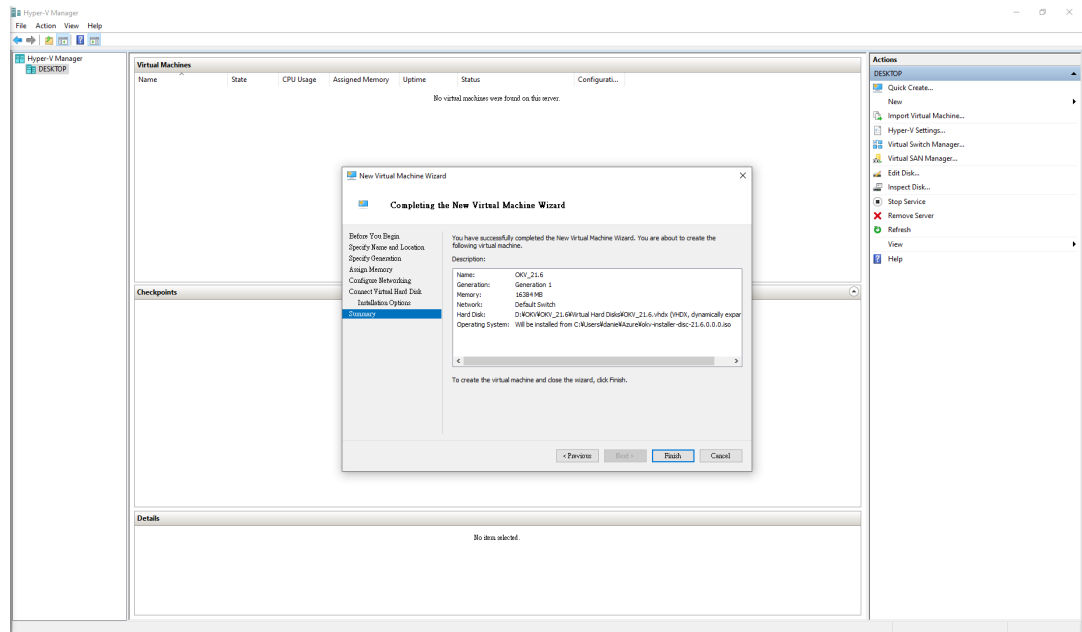 Hyper-V Manager
File Action View Help
Hyper-V Manager
DESKTOP
Virtual Machines
Name State CPU Usage Assigned Memory Uptime Status Configurati...
No virtual machines were found on this server.
Checkpoints
Details
No item selected.
New Virtual Machine Wizard
Completing the New Virtual Machine Wizard
Before You Begin
Specify Name and Location
Specify Generation
Assign Memory
Configure Networking
Connect Virtual Hard Disk
Installation Options
Summary
You have successfully completed the New Virtual Machine Wizard. You are about to create the
following virtual machine.
Description:
Name: OKV_21.6
Generation: Generation 1
Memory: 16384 MB
Network: Default Switch
Hard Disk: D:¥OKV¥OKV_21.6¥Virtual Hard Disks¥OKV_21.6.vhdx (VHDX, dynamically expar
Operating System: Will be installed from C:¥Users¥danie¥Azure¥okv-installer-disc-21.6.0.0.0.iso
To create the virtual machine and close the wizard, click Finish.
< Previous Next > Finish Cancel
Actions
DESKTOP
Quick Create...
New
Import Virtual Machine...
Hyper-V Settings...
Virtual Switch Manager...
Virtual SAN Manager...
Edit Disk...
Inspect Disk...
Stop Service
Remove Server
Refresh
View
Help